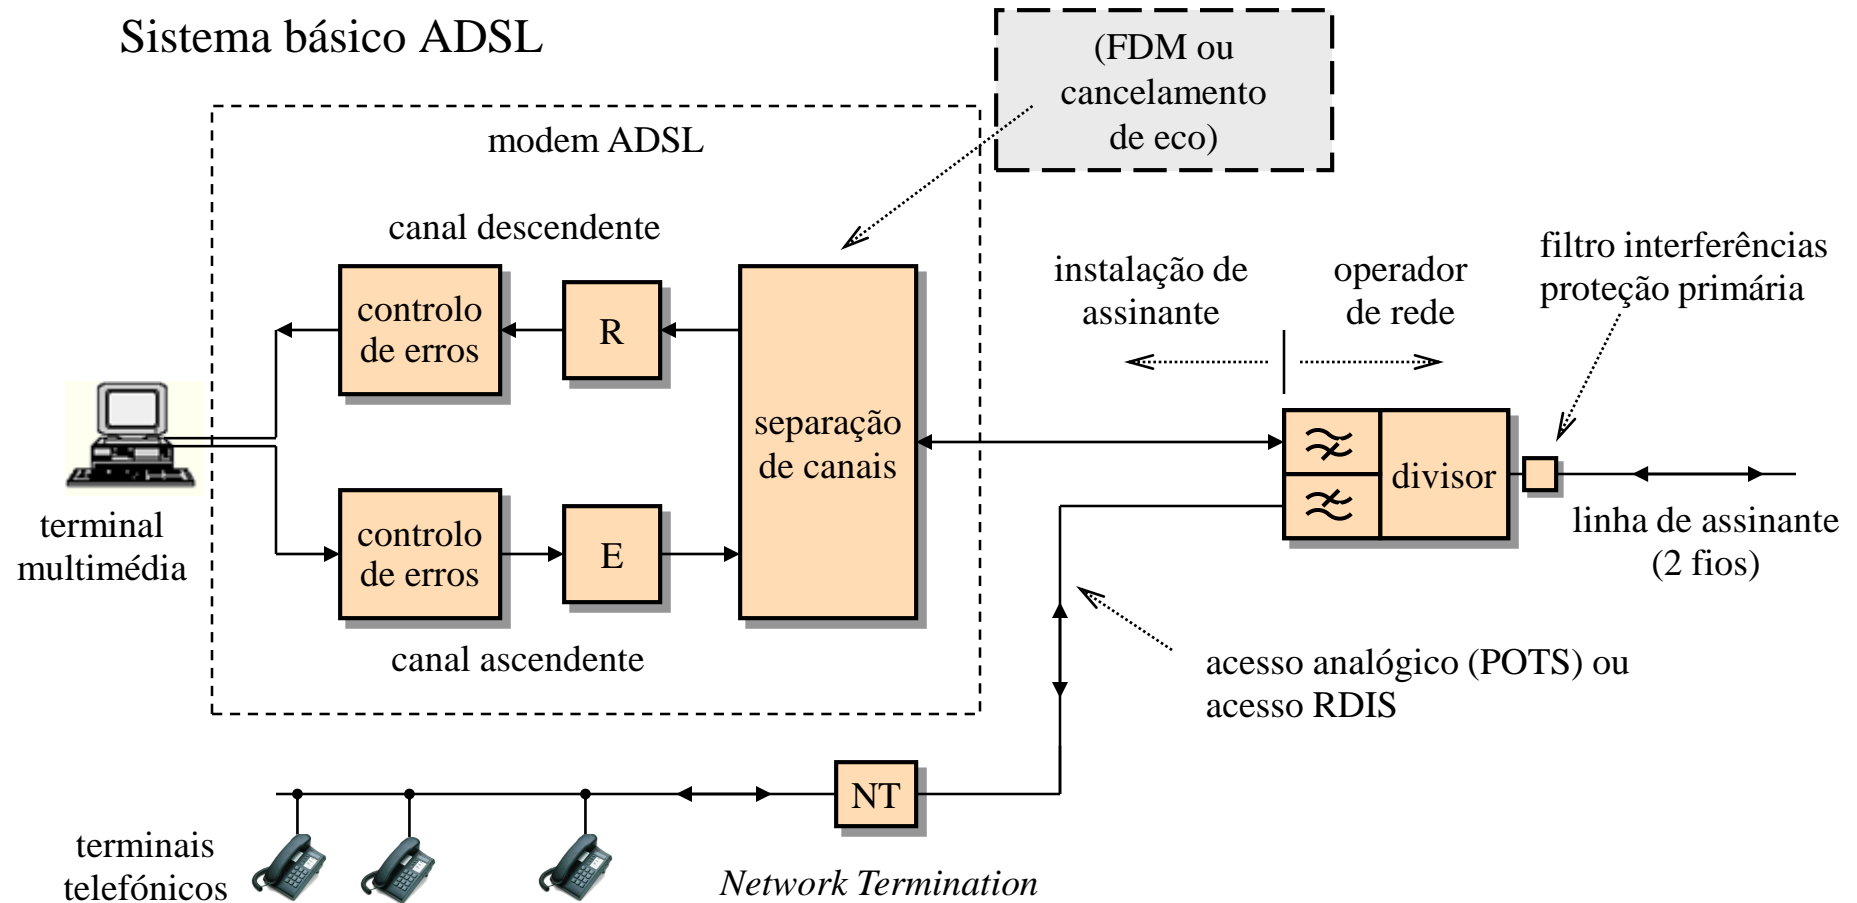 Sistema básico ADSL
(FDM ou
cancelamento
de eco)
modem ADSL
canal descendente
controlo
de erros
R
separação
de canais
instalação de
assinante
operador
de rede
filtro interferências
proteção primária
divisor
linha de assinante
(2 fios)
terminal
multimédia
controlo
de erros
E
canal ascendente
acesso analógico (POTS) ou
acesso RDIS
NT
terminais
telefónicos
Network Termination